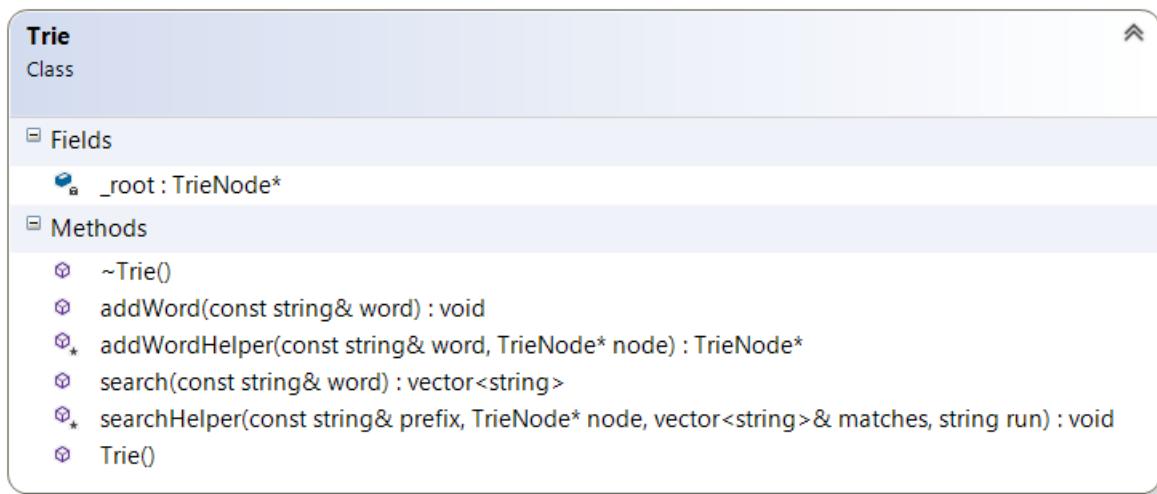 Trie
Class
Fields
_root : TrieNode*
Methods
~Trie()
addWord(const string& word) : void
addWordHelper(const string& word, TrieNode* node) : TrieNode*
search(const string& word) : vector<string>
searchHelper(const string& prefix, TrieNode* node, vector<string>& matches, string run) : void
Trie()